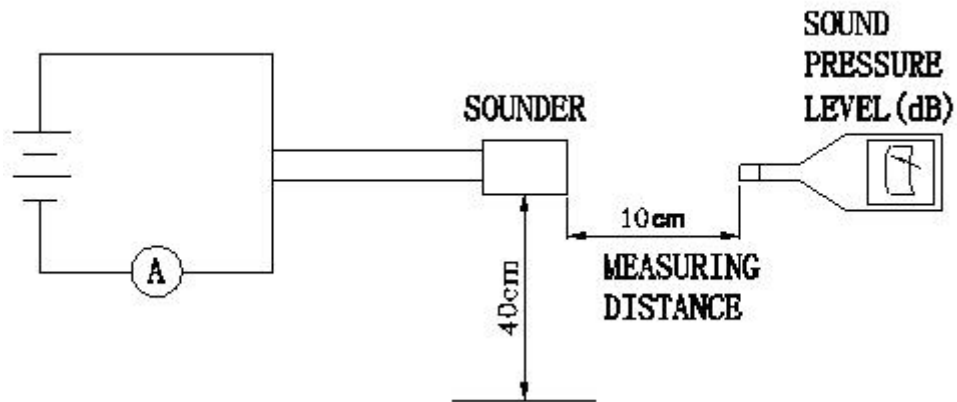 SOUND
PRESSURE
LEVEL(dB)
SOUNDER
10cm
MEASURING
DISTANCE
A
40cm